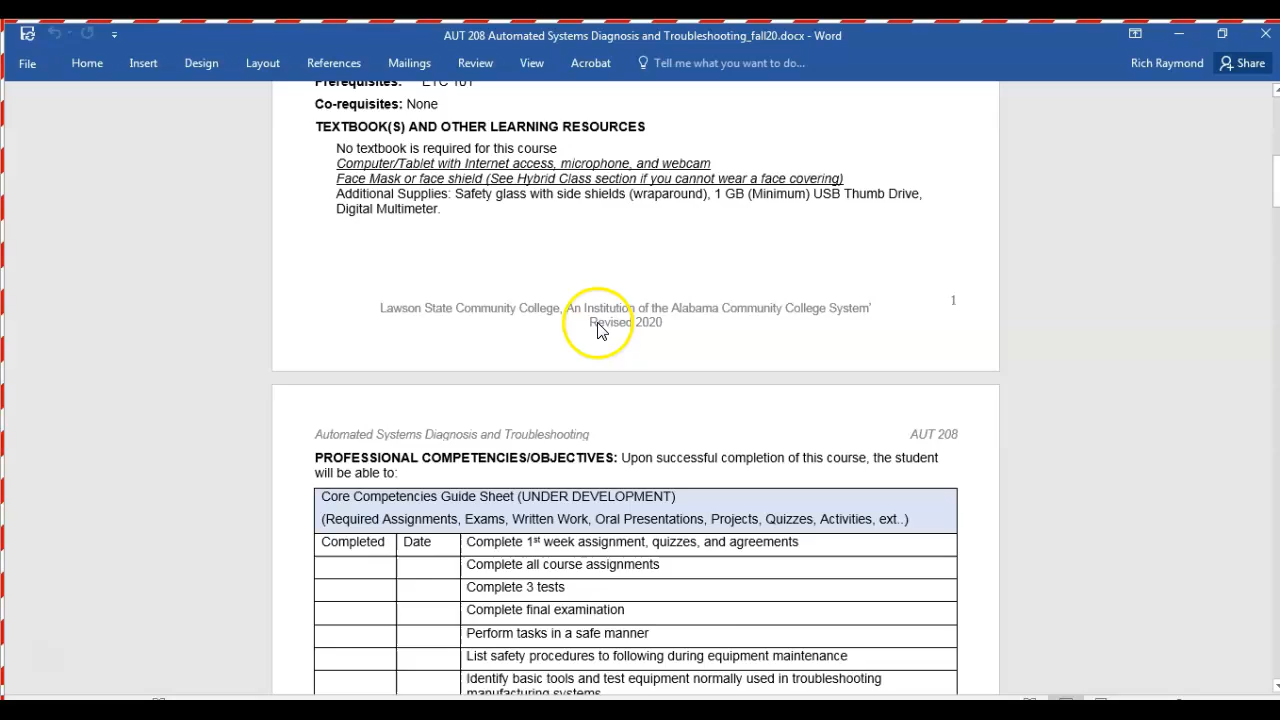 AUT 208 Automated Systems Diagnosis and Troubleshooting_fall20.docx - Word
File Home Insert Design Layout References Mailings Review View Acrobat Tell me what you want to do... Rich Raymond Share
Prerequisites: ETC 101
Co-requisites: None
TEXTBOOK(S) AND OTHER LEARNING RESOURCES
No textbook is required for this course
Computer/Tablet with Internet access, microphone, and webcam
Face Mask or face shield (See Hybrid Class section if you cannot wear a face covering)
Additional Supplies: Safety glass with side shields (wraparound), 1 GB (Minimum) USB Thumb Drive,
Digital Multimeter.
1
Lawson State Community College, An Institution of the Alabama Community College System'
Revised 2020
Automated Systems Diagnosis and Troubleshooting AUT 208
PROFESSIONAL COMPETENCIES/OBJECTIVES: Upon successful completion of this course, the student
will be able to:
Core Competencies Guide Sheet (UNDER DEVELOPMENT)
(Required Assignments, Exams, Written Work, Oral Presentations, Projects, Quizzes, Activities, ext..)
Completed Date Complete 1st week assignment, quizzes, and agreements
Complete all course assignments
Complete 3 tests
Complete final examination
Perform tasks in a safe manner
List safety procedures to following during equipment maintenance
Identify basic tools and test equipment normally used in troubleshooting
manufacturing systems